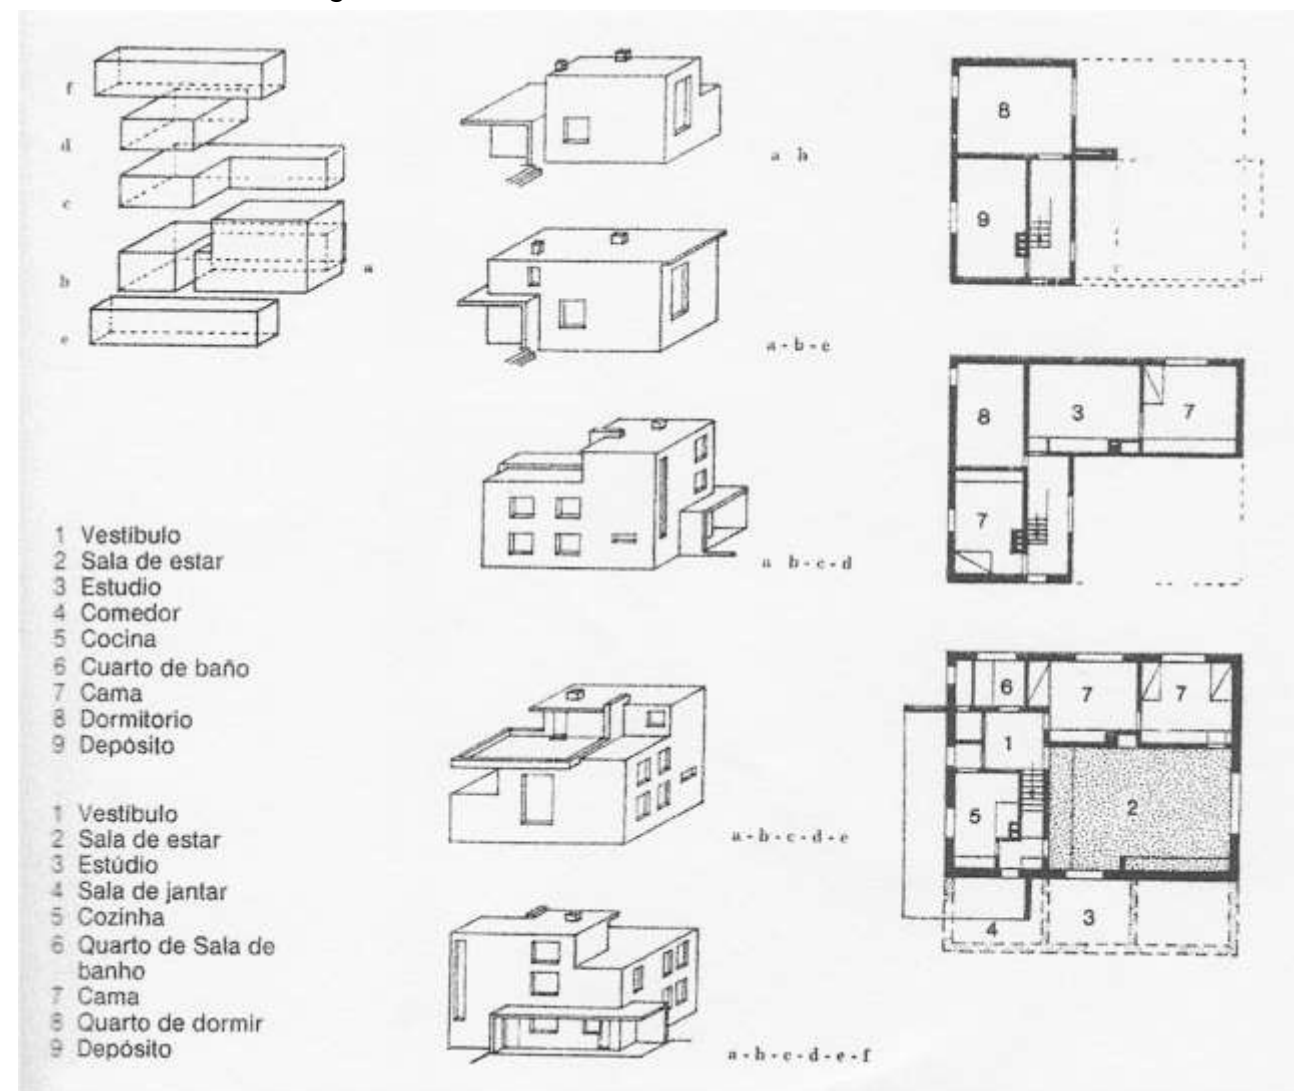 f
d
c
b
a
e
a b
a - b - e
a b - c - d
a - b - c - d - e
a - b - c - d - e - f
1 Vestíbulo
2 Sala de estar
3 Estudio
4 Comedor
5 Cocina
6 Cuarto de baño
7 Cama
8 Dormitorio
9 Depósito
1 Vestíbulo
2 Sala de estar
3 Estúdio
4 Sala de jantar
5 Cozinha
6 Quarto de Sala de
banho
7 Cama
8 Quarto de dormir
9 Depósito
8
9
8
3
7
7
6
7
7
1
5
2
4
3